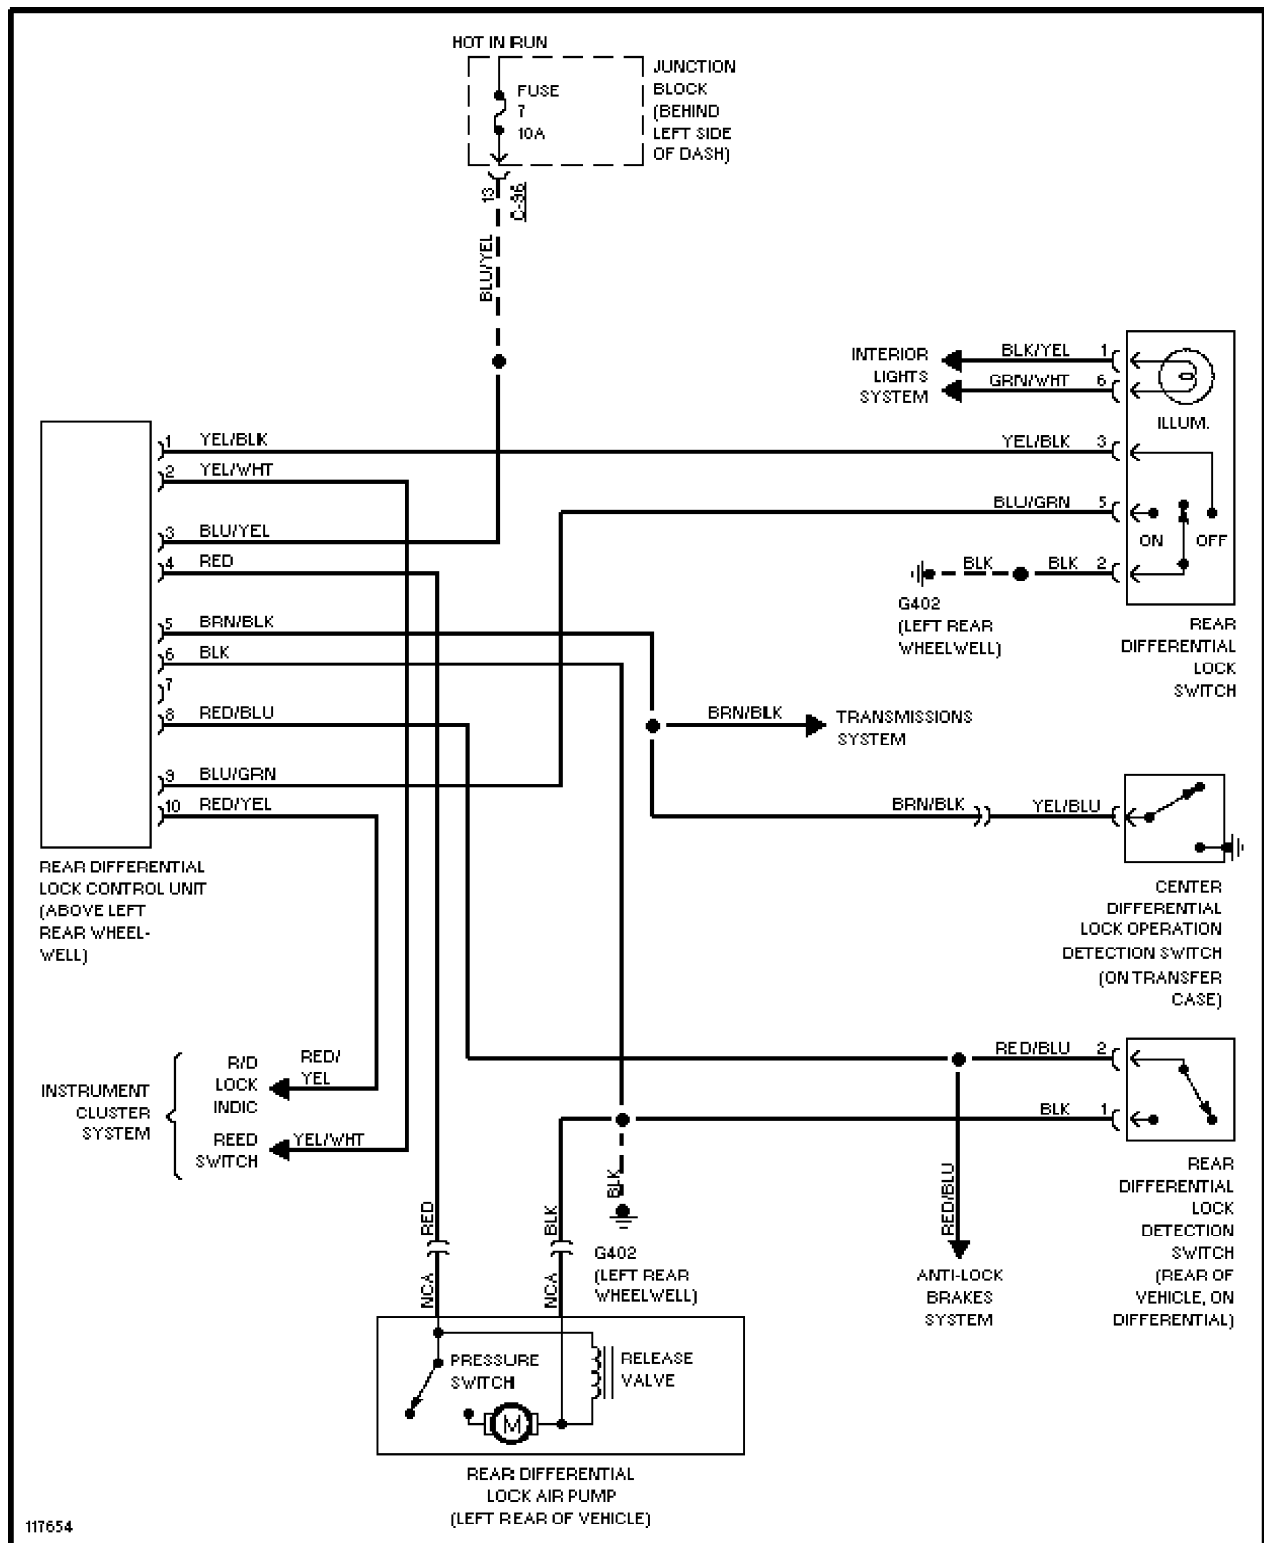 HOT IN RUN
JUNCTION
BLOCK
(BEHIND
LEFT SIDE
OF DASH)
FUSE
7
10A
13
C-36
BLU/YEL
INTERIOR
LIGHTS
SYSTEM
BLK/YEL 1
GRN/WHT 6
ILLUM.
YEL/BLK 3
BLU/GRN 5
ON OFF
BLK BLK 2
G402
(LEFT REAR
WHEELWELL)
REAR
DIFFERENTIAL
LOCK
SWITCH
1 YEL/BLK
2 YEL/WHT
3 BLU/YEL
4 RED
5 BRN/BLK
6 BLK
7
8 RED/BLU
9 BLU/GRN
10 RED/YEL
REAR DIFFERENTIAL
LOCK CONTROL UNIT
(ABOVE LEFT
REAR WHEEL-
WELL)
BRN/BLK
TRANSMISSIONS
SYSTEM
BRN/BLK YEL/BLU
CENTER
DIFFERENTIAL
LOCK OPERATION
DETECTION SWITCH
(ON TRANSFER
CASE)
INSTRUMENT
CLUSTER
SYSTEM
R/D
LOCK
INDIC
RED/
YEL
REED
SWITCH
YEL/WHT
RED/BLU 2
BLK 1
REAR
DIFFERENTIAL
LOCK
DETECTION
SWITCH
(REAR OF
VEHICLE, ON
DIFFERENTIAL)
RED/BLU
ANTI-LOCK
BRAKES
SYSTEM
BLK
G402
(LEFT REAR
WHEELWELL)
RED
BLK
NCA
NCA
PRESSURE
SWITCH
RELEASE
VALVE
M
REAR DIFFERENTIAL
LOCK AIR PUMP
(LEFT REAR OF VEHICLE)
117654